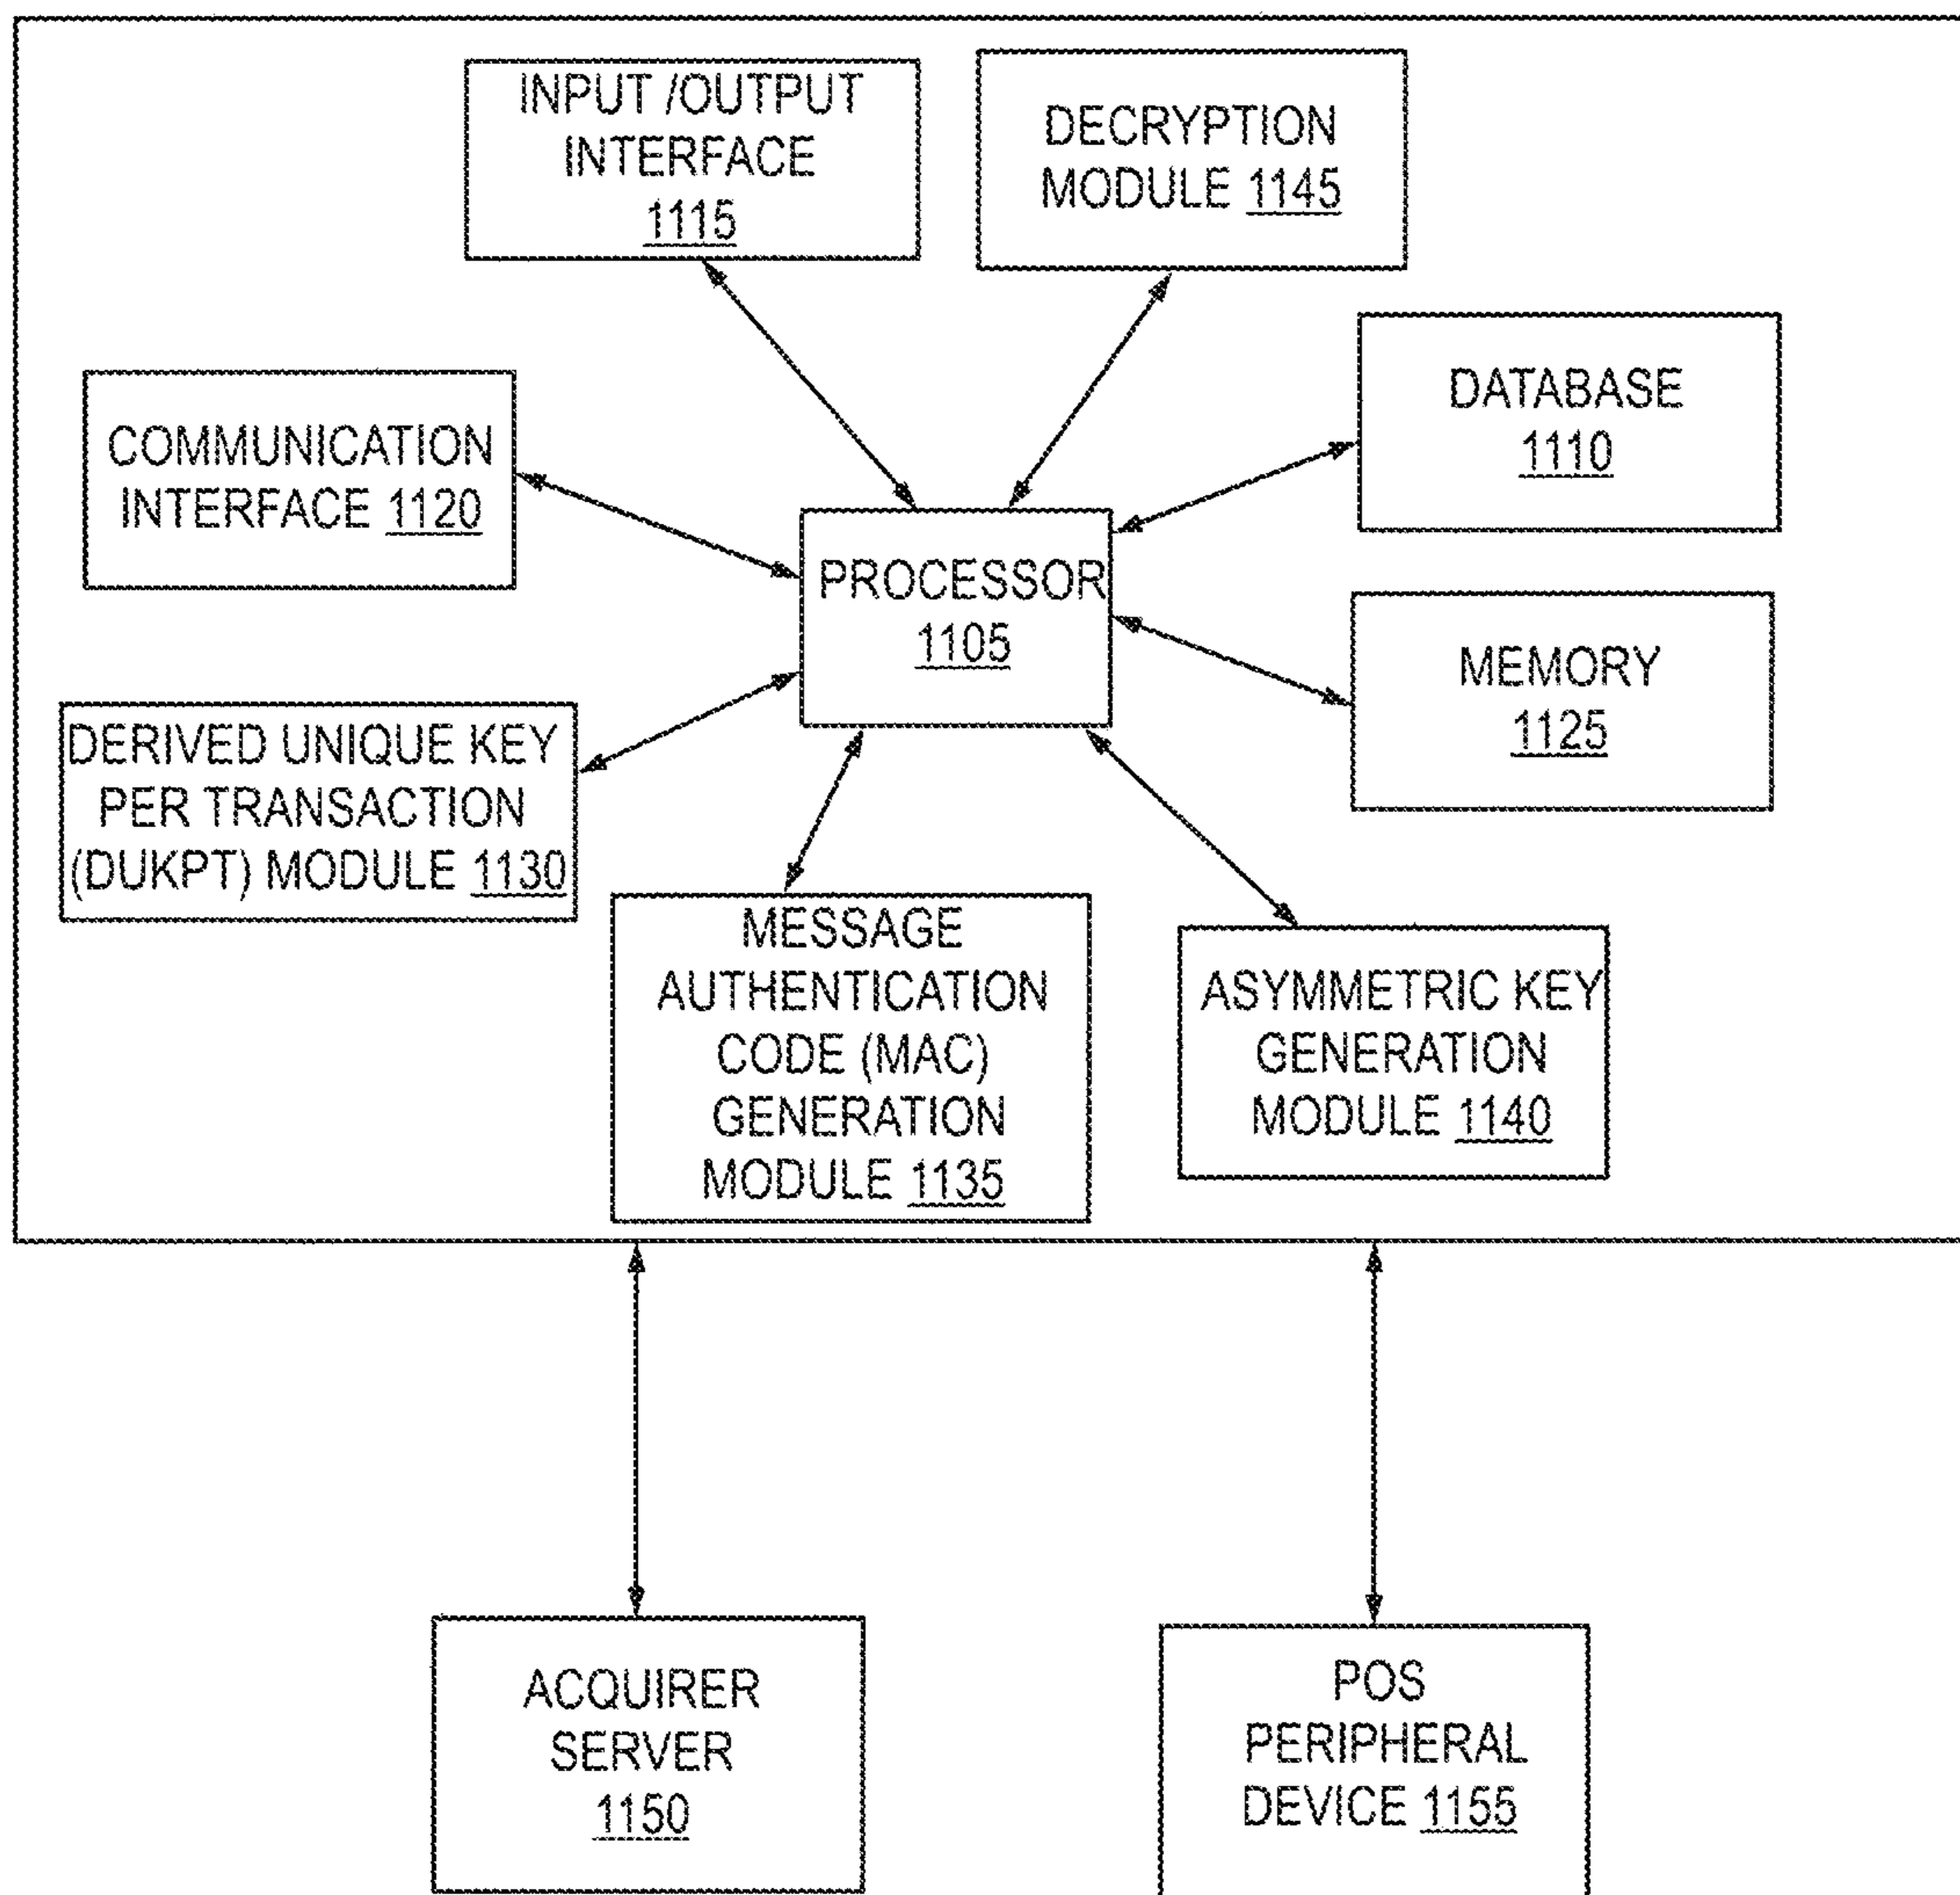 INPUT /OUTPUT
INTERFACE
1115
DECRYPTION
MODULE 1145
DATABASE
1110
COMMUNICATION
INTERFACE 1120
PROCESSOR
1105
MEMORY
1125
DERIVED UNIQUE KEY
PER TRANSACTION
(DUKPT) MODULE 1130
MESSAGE
AUTHENTICATION
CODE (MAC)
GENERATION
MODULE 1135
ASYMMETRIC KEY
GENERATION
MODULE 1140
ACQUIRER
SERVER
1150
POS
PERIPHERAL
DEVICE 1155